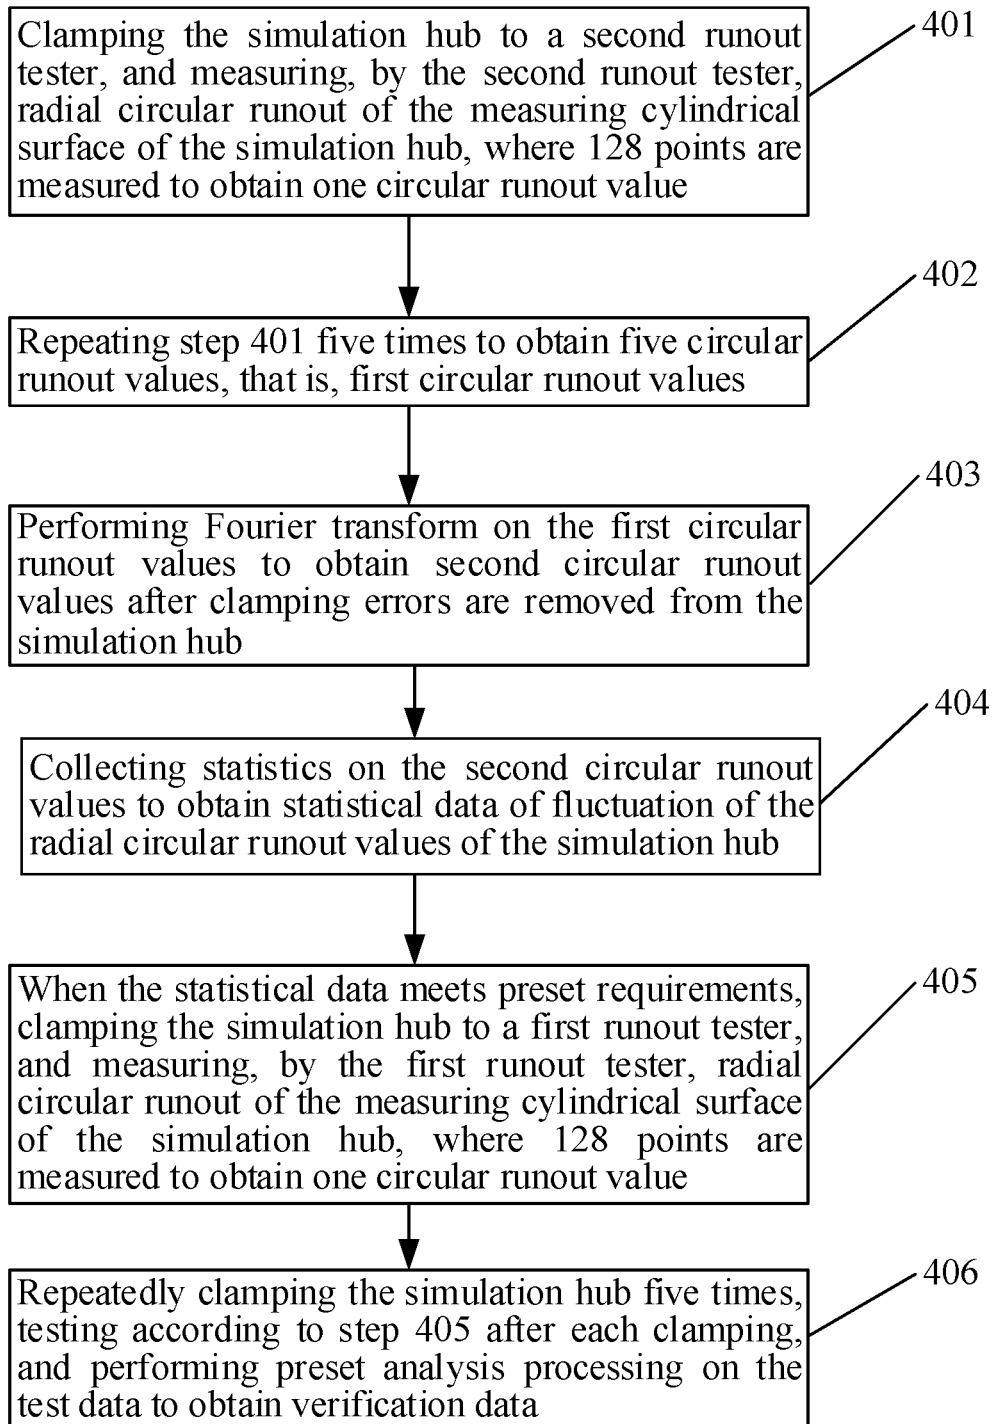 Clamping the simulation hub to a second runout
tester, and measuring, by the second runout tester,
radial circular runout of the measuring cylindrical
surface of the simulation hub, where 128 points are
measured to obtain one circular runout value
401
Repeating step 401 five times to obtain five circular
runout values, that is, first circular runout values
402
Performing Fourier transform on the first circular
runout values to obtain second circular runout
values after clamping errors are removed from the
simulation hub
403
Collecting statistics on the second circular runout
values to obtain statistical data of fluctuation of the
radial circular runout values of the simulation hub
404
When the statistical data meets preset requirements,
clamping the simulation hub to a first runout tester,
and measuring, by the first runout tester, radial
circular runout of the measuring cylindrical surface
of the simulation hub, where 128 points are
measured to obtain one circular runout value
405
Repeatedly clamping the simulation hub five times,
testing according to step 405 after each clamping,
and performing preset analysis processing on the
test data to obtain verification data
406